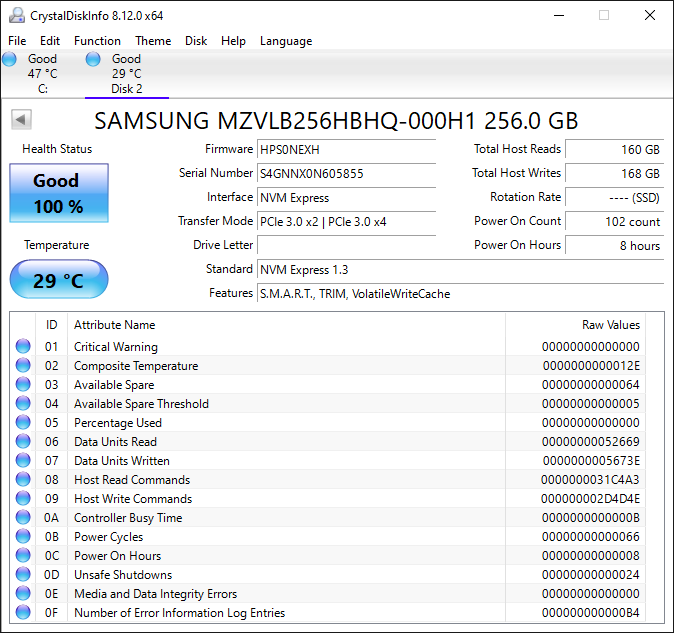 CrystalDiskInfo 8.12.0 x64
File Edit Function Theme Disk Help Language
Good Good
47 °C 29 °C
C: Disk 2
SAMSUNG MZVLB256HBHQ-000H1 256.0 GB
Health Status
Good
100 %
Temperature
29 °C
Firmware HPS0NEXH
Serial Number S4GNNX0N605855
Interface NVM Express
Transfer Mode PCIe 3.0 x2 | PCIe 3.0 x4
Drive Letter
Standard NVM Express 1.3
Features S.M.A.R.T., TRIM, VolatileWriteCache
Total Host Reads 160 GB
Total Host Writes 168 GB
Rotation Rate ---- (SSD)
Power On Count 102 count
Power On Hours 8 hours
ID Attribute Name Raw Values
01 Critical Warning 00000000000000
02 Composite Temperature 0000000000012E
03 Available Spare 00000000000064
04 Available Spare Threshold 00000000000005
05 Percentage Used 00000000000000
06 Data Units Read 00000000052669
07 Data Units Written 0000000005673E
08 Host Read Commands 0000000031C4A3
09 Host Write Commands 000000002D4D4E
0A Controller Busy Time 0000000000000B
0B Power Cycles 00000000000066
0C Power On Hours 00000000000008
0D Unsafe Shutdowns 00000000000024
0E Media and Data Integrity Errors 00000000000000
0F Number of Error Information Log Entries 000000000000B4